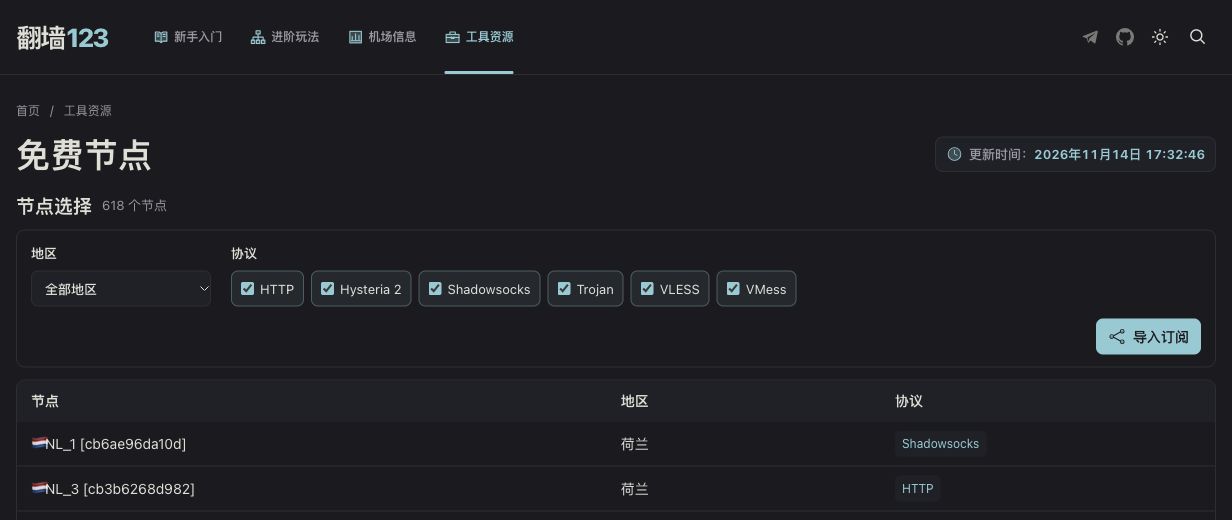 翻墙123 新手入门 进阶玩法 机场信息 工具资源
首页 / 工具资源
免费节点
更新时间: 2026年11月14日 17:32:46
节点选择 618 个节点
地区 协议
全部地区 HTTP Hysteria 2 Shadowsocks Trojan VLESS VMess
导入订阅
节点 地区 协议
🇳🇱NL_1 [cb6ae96da10d] 荷兰 Shadowsocks
🇳🇱NL_3 [cb3b6268d982] 荷兰 HTTP